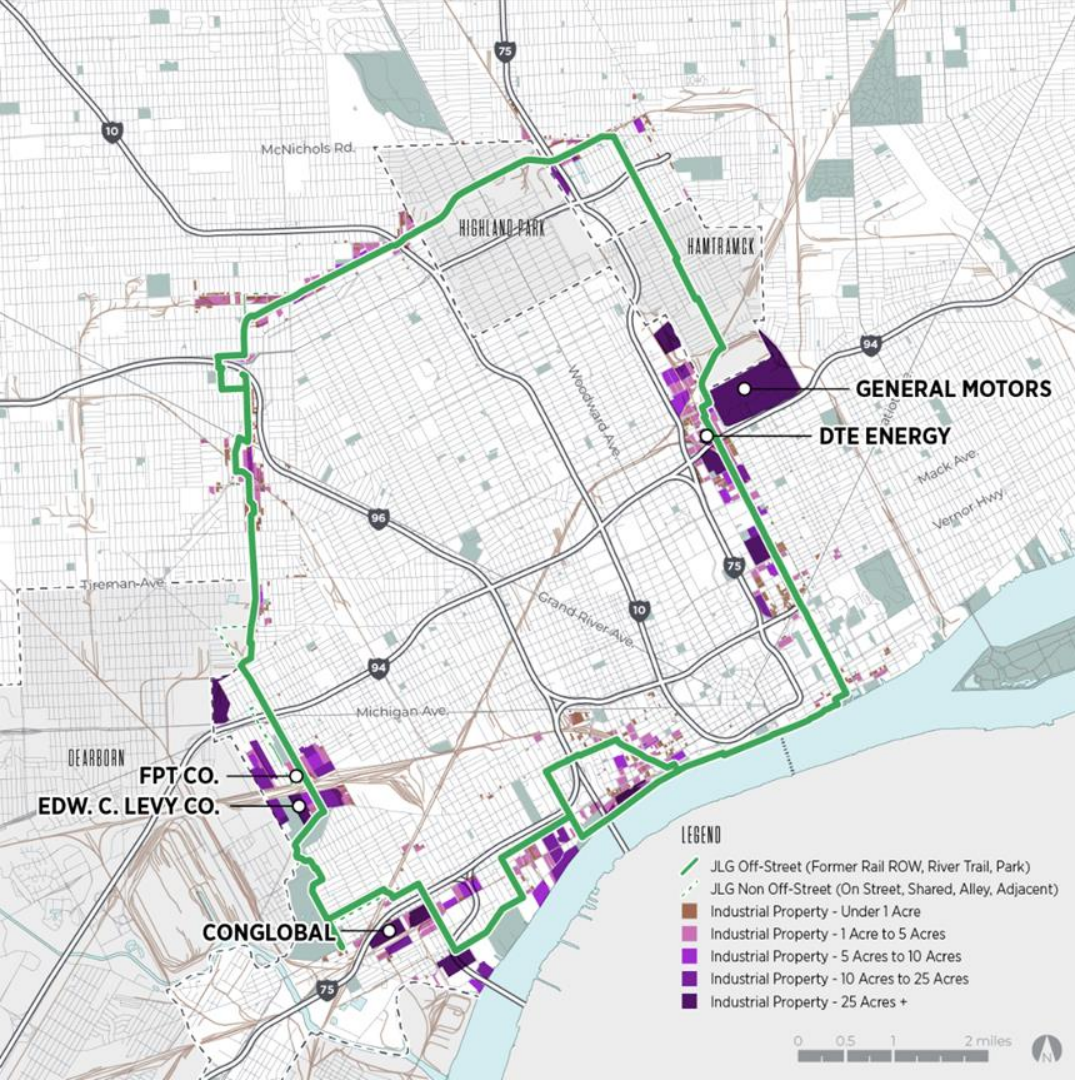 75
10
McNichols Rd.
HIGHLAND PARK
HAMTRAMCK
94
GENERAL MOTORS
DTE ENERGY
Woodward Ave.
Mack Ave.
Vernor Hwy.
96
75
Tireman Ave.
Grand River Ave.
10
94
Michigan Ave.
DEARBORN
FPT CO.
EDW. C. LEVY CO.
CONGLOBAL
75
LEGEND
JLG Off-Street (Former Rail ROW, River Trail, Park)
JLG Non Off-Street (On Street, Shared, Alley, Adjacent)
Industrial Property - Under 1 Acre
Industrial Property - 1 Acre to 5 Acres
Industrial Property - 5 Acres to 10 Acres
Industrial Property - 10 Acres to 25 Acres
Industrial Property - 25 Acres +
0 0.5 1 2 miles
N